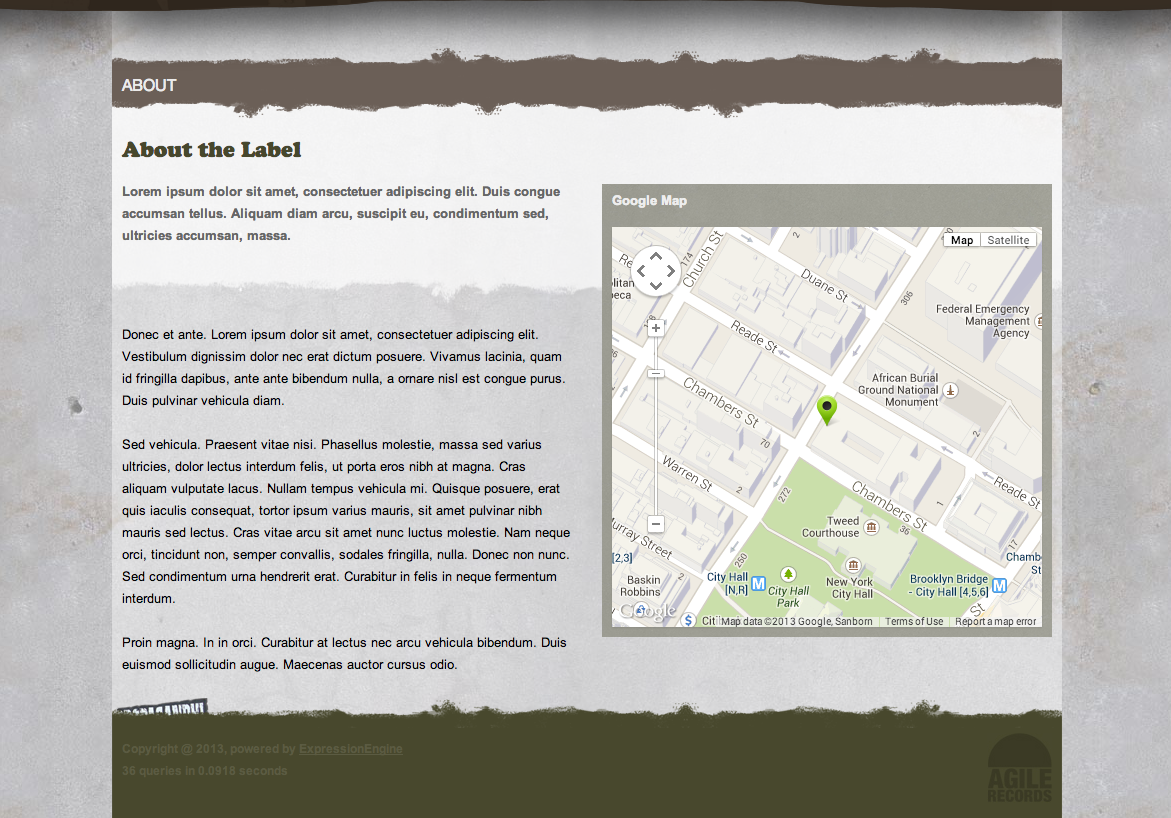 ABOUT
About the Label
Lorem ipsum dolor sit amet, consectetuer adipiscing elit. Duis congue
accumsan tellus. Aliquam diam arcu, suscipit eu, condimentum sed,
ultricies accumsan, massa.
Donec et ante. Lorem ipsum dolor sit amet, consectetuer adipiscing elit.
Vestibulum dignissim dolor nec erat dictum posuere. Vivamus lacinia, quam
id fringilla dapibus, ante ante bibendum nulla, a ornare nisl est congue purus.
Duis pulvinar vehicula diam.
Sed vehicula. Praesent vitae nisi. Phasellus molestie, massa sed varius
ultricies, dolor lectus interdum felis, ut porta eros nibh at magna. Cras
aliquam vulputate lacus. Nullam tempus vehicula mi. Quisque posuere, erat
quis iaculis consequat, tortor ipsum varius mauris, sit amet pulvinar nibh
mauris sed lectus. Cras vitae arcu sit amet nunc luctus molestie. Nam neque
orci, tincidunt non, semper convallis, sodales fringilla, nulla. Donec non nunc.
Sed condimentum urna hendrerit erat. Curabitur in felis in neque fermentum
interdum.
Proin magna. In in orci. Curabitur at lectus nec arcu vehicula bibendum. Duis
euismod sollicitudin augue. Maecenas auctor cursus odio.
Google Map
Map
Satellite
2
174
Church St
Duane St
306
Federal Emergency
Management
Agency
Reade St
African Burial
Ground National
Monument
Chambers St
70
2
Warren St
2
272
Reade St
Chambers St
1
36
17
Tweed
Courthouse
Murray Street
250
[2,3]
Chamb
St
Baskin
Robbins
2
City Hall
[N,R]
City Hall
Park
New York
City Hall
Brooklyn Bridge
- City Hall [4,5,6]
St
Google
Map data ©2013 Google, Sanborn
Terms of Use
Report a map error
Copyright @ 2013, powered by ExpressionEngine
36 queries in 0.0918 seconds
AGILE
RECORDS